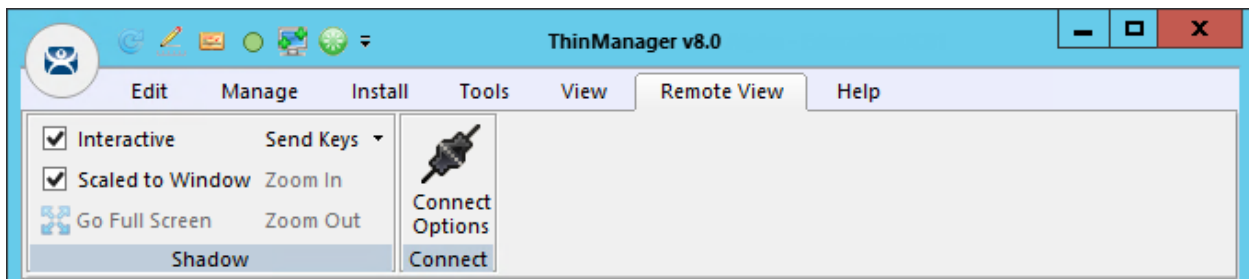 ThinManager v8.0
Edit Manage Install Tools View Remote View Help
Interactive Send Keys
Scaled to Window Zoom In
Go Full Screen Zoom Out
Connect
Options
Shadow Connect